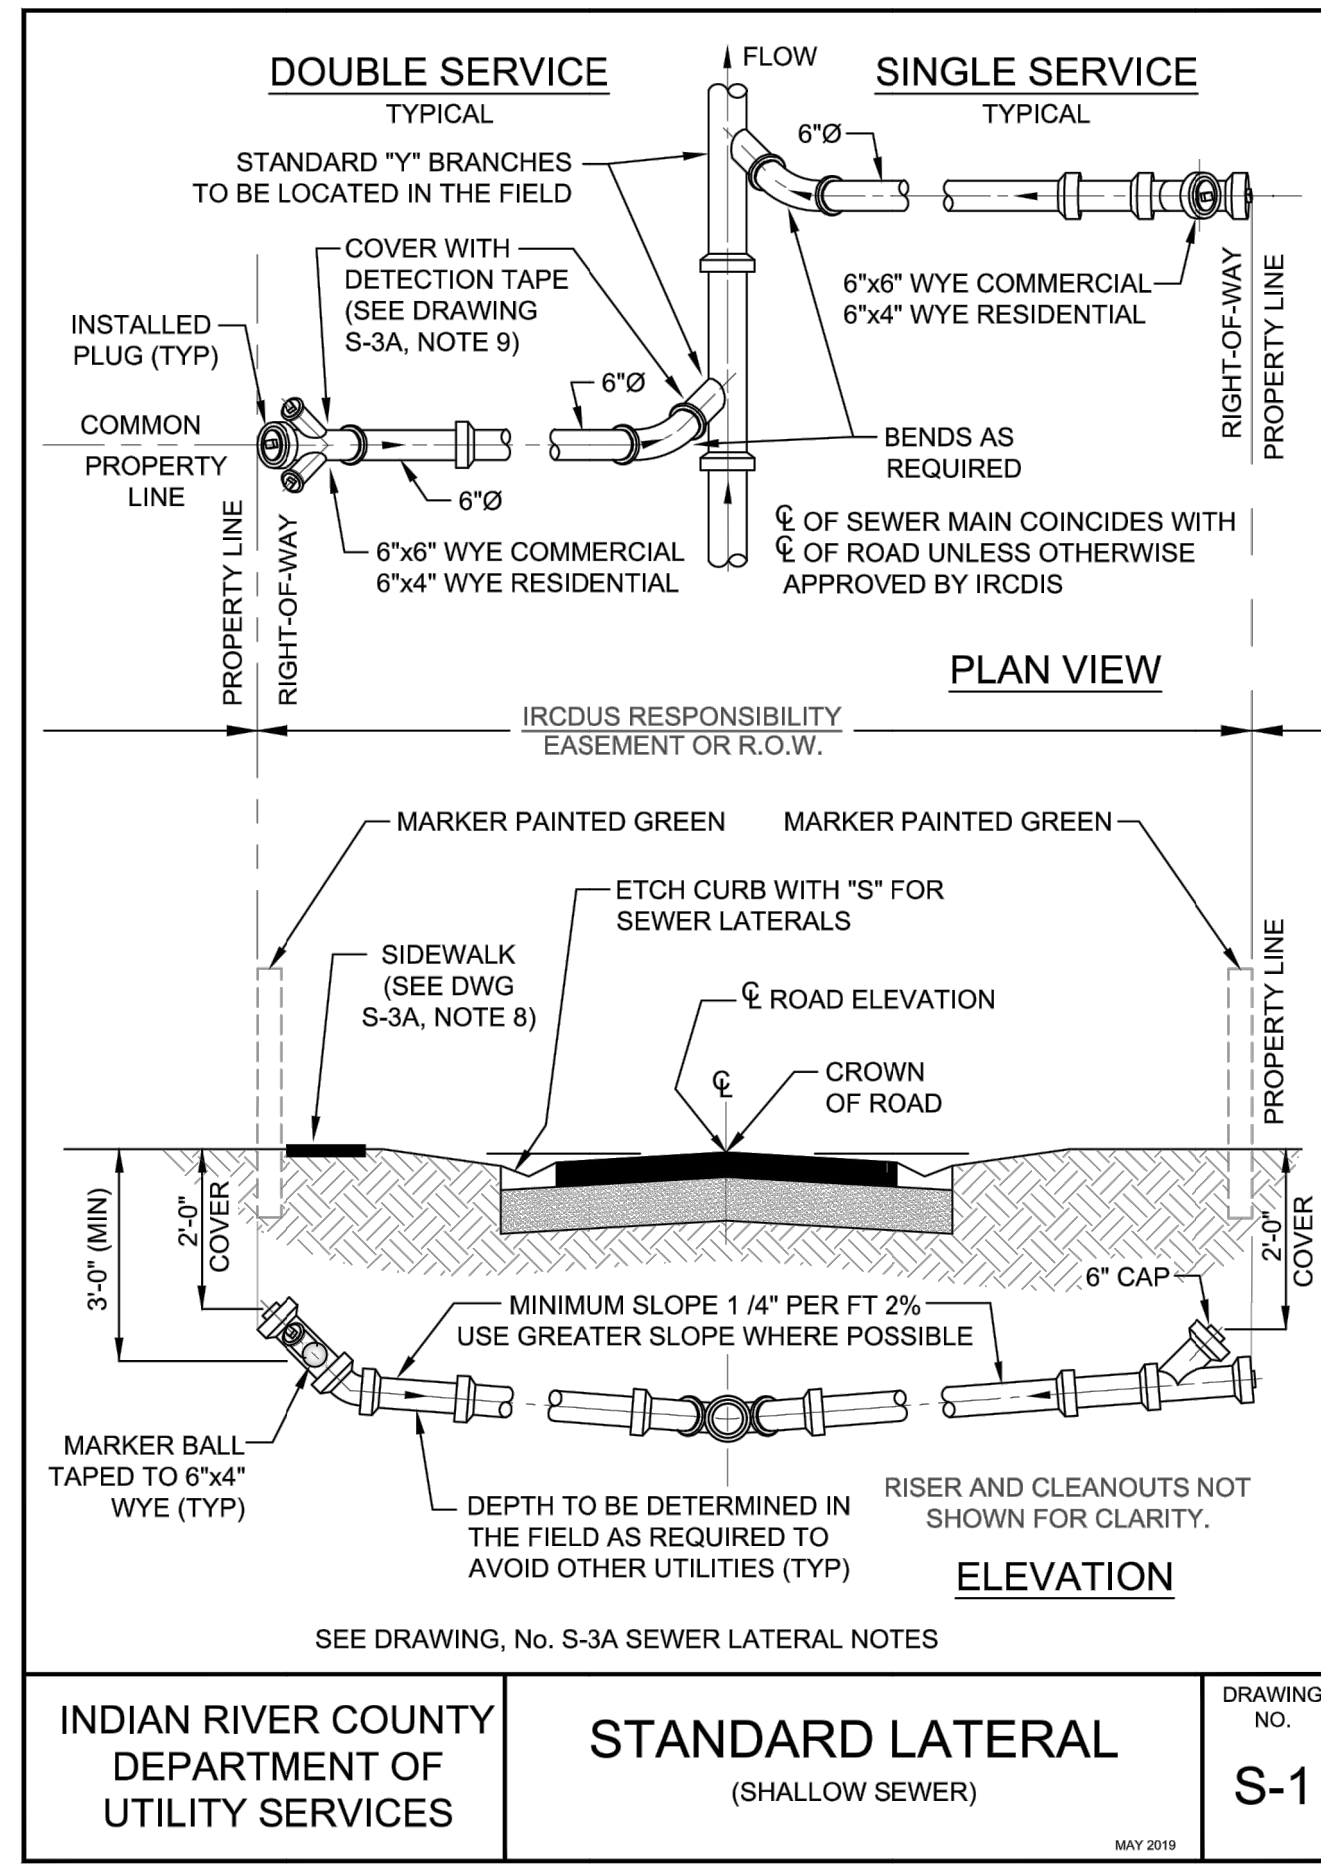 DOUBLE SERVICE
TYPICAL
FLOW
SINGLE SERVICE
TYPICAL
STANDARD "Y" BRANCHES
TO BE LOCATED IN THE FIELD
6"Ø
COVER WITH
DETECTION TAPE
(SEE DRAWING
S-3A, NOTE 9)
6"x6" WYE COMMERCIAL
6"x4" WYE RESIDENTIAL
RIGHT-OF-WAY
PROPERTY LINE
INSTALLED
PLUG (TYP)
6"Ø
COMMON
PROPERTY
LINE
BENDS AS
REQUIRED
6"Ø
6"x6" WYE COMMERCIAL
6"x4" WYE RESIDENTIAL
℄ OF SEWER MAIN COINCIDES WITH
℄ OF ROAD UNLESS OTHERWISE
APPROVED BY IRCDIS
PROPERTY LINE
RIGHT-OF-WAY
PLAN VIEW
IRCDUS RESPONSIBILITY
EASEMENT OR R.O.W.
MARKER PAINTED GREEN
MARKER PAINTED GREEN
ETCH CURB WITH "S" FOR
SEWER LATERALS
SIDEWALK
(SEE DWG
S-3A, NOTE 8)
℄ ROAD ELEVATION
PROPERTY LINE
℄
CROWN
OF ROAD
3'-0" (MIN)
2'-0"
COVER
2'-0"
COVER
6" CAP
MINIMUM SLOPE 1 /4" PER FT 2%
USE GREATER SLOPE WHERE POSSIBLE
MARKER BALL
TAPED TO 6"x4"
WYE (TYP)
DEPTH TO BE DETERMINED IN
THE FIELD AS REQUIRED TO
AVOID OTHER UTILITIES (TYP)
RISER AND CLEANOUTS NOT
SHOWN FOR CLARITY.
ELEVATION
SEE DRAWING, No. S-3A SEWER LATERAL NOTES
INDIAN RIVER COUNTY
DEPARTMENT OF
UTILITY SERVICES
STANDARD LATERAL
(SHALLOW SEWER)
MAY 2019
DRAWING
NO.
S-1